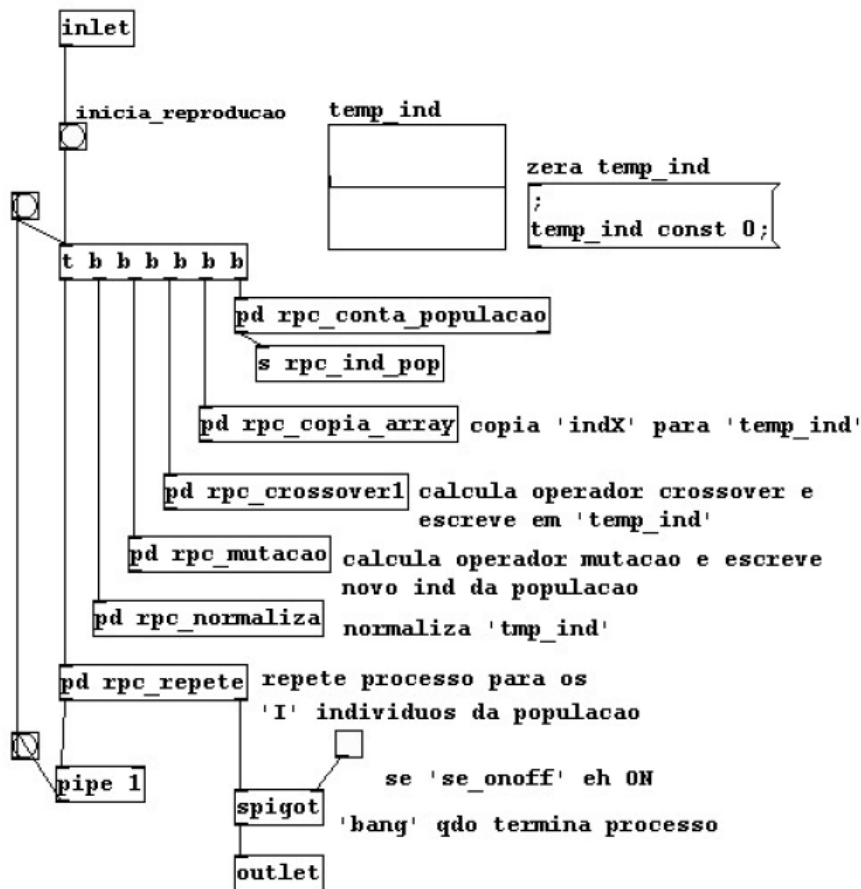 inlet
inicia_reproducao
temp_ind
zera temp_ind
;
temp_ind const 0;
t b b b b b b
pd rpc_conta_populacao
s rpc_ind_pop
pd rpc_copia_array
copia 'indX' para 'temp_ind'
pd rpc_crossover1
calcula operador crossover e
escreve em 'temp_ind'
pd rpc_mutacao
calcula operador mutacao e escreve
novo ind da populacao
pd rpc_normaliza
normaliza 'tmp_ind'
pd rpc_repete
repete processo para os
'I' individuos da populacao
pipe 1
se 'se_onoff' eh ON
spigot
'bang' qdo termina processo
outlet